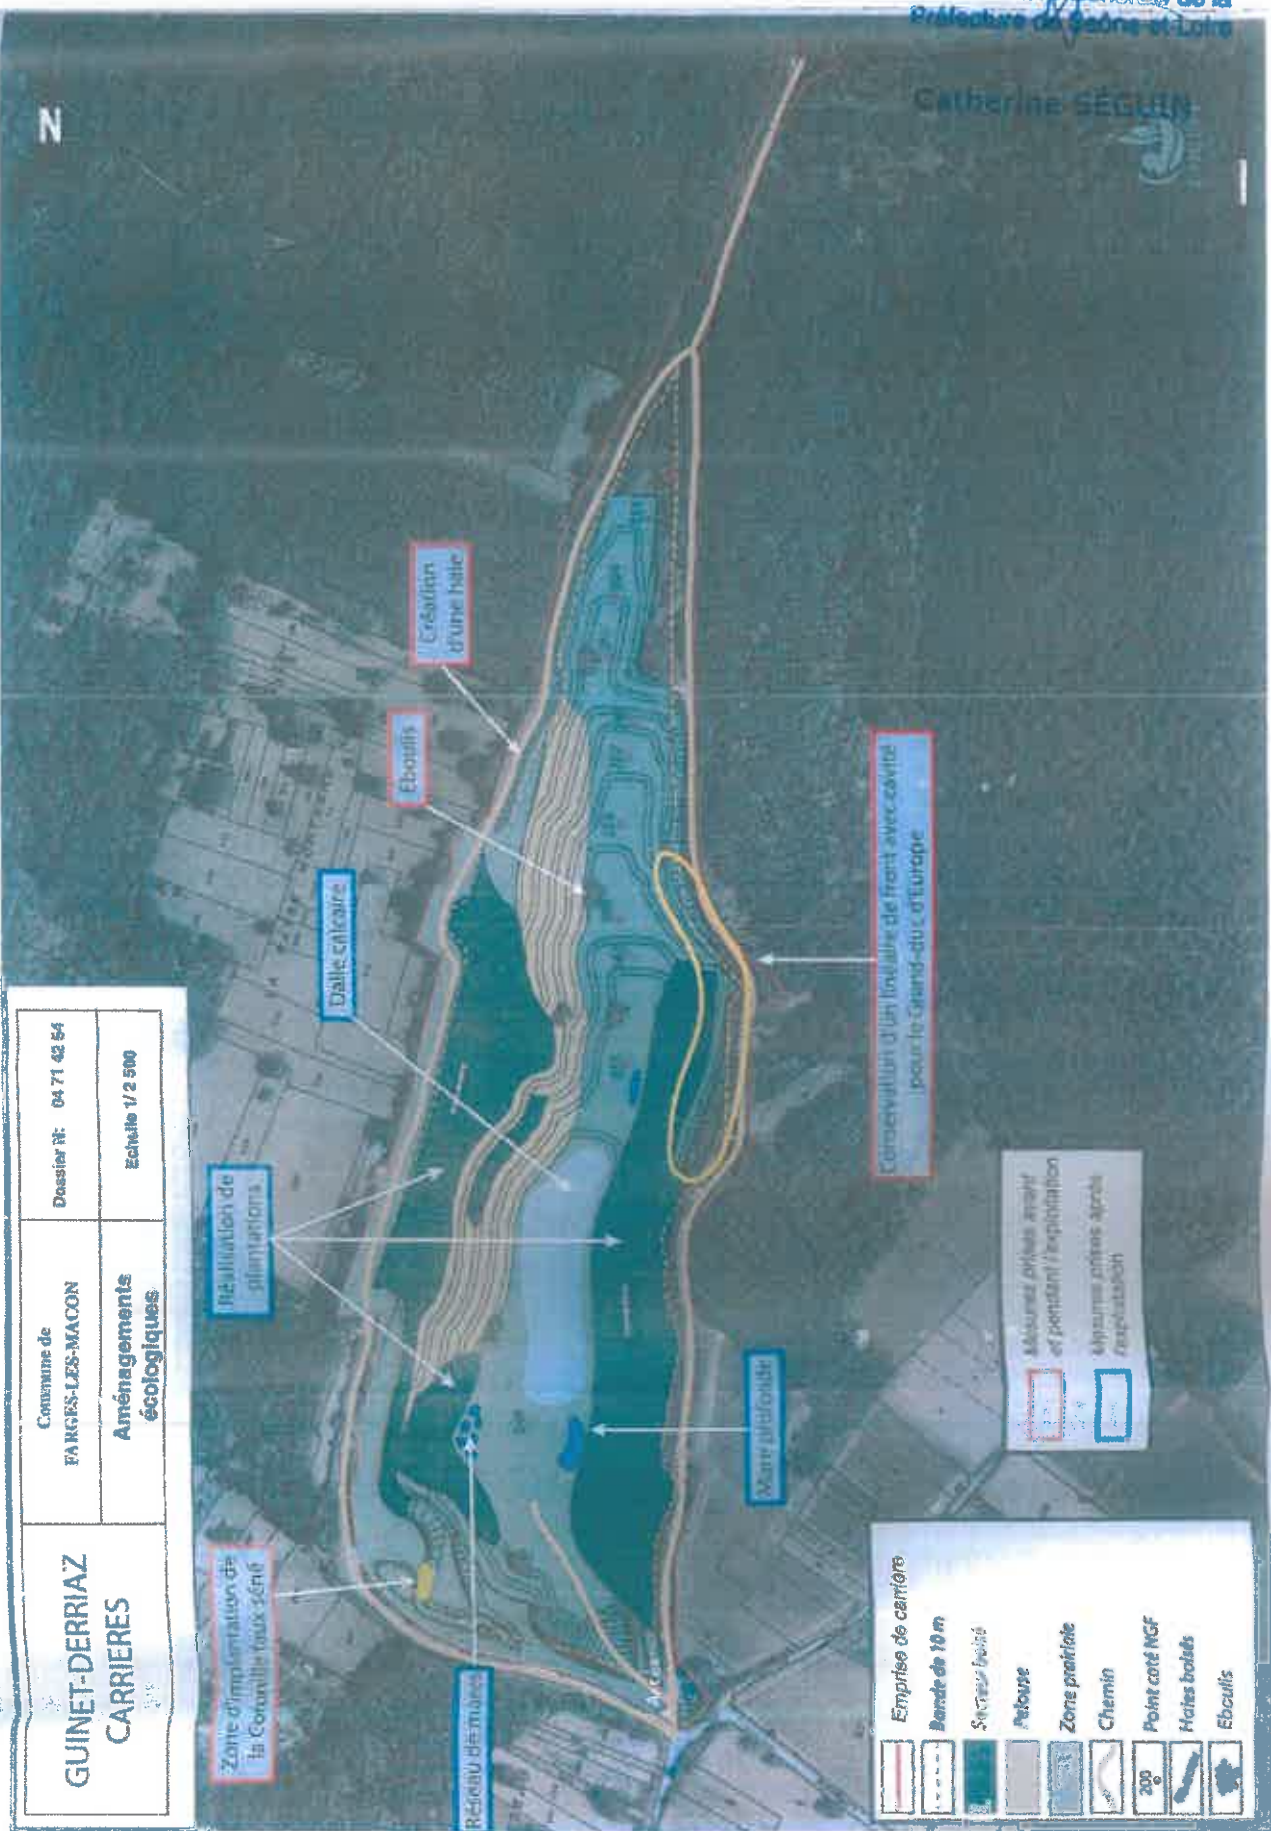 Préfecture de Saône-et-Loire
Catherine SÉGUIN
N
GUINET-DERRIAZ
CARRIERES
Commune de
FARGES-LES-MACON
Dossier N: 04 71 42 54
Aménagements
écologiques
Echelle 1/ 2 500
Zone d'implantation de
la Coronille faux-séné
Réalisation de
plantations
Dalle calcaire
Eboulis
Création
d'une haie
Réseau de mares
Mare profonde
Conservation d'un linéaire de front avec cavité
pour le Grand-duc d'Europe
Mesures prises avant
et pendant l'exploitation
Mesures prises après
l'exploitation
Emprise de carrière
Bande de 10 m
Secteur boisé
Pelouse
Zone prairiale
Chemin
200
Point coté NGF
Haies boisés
Eboulis